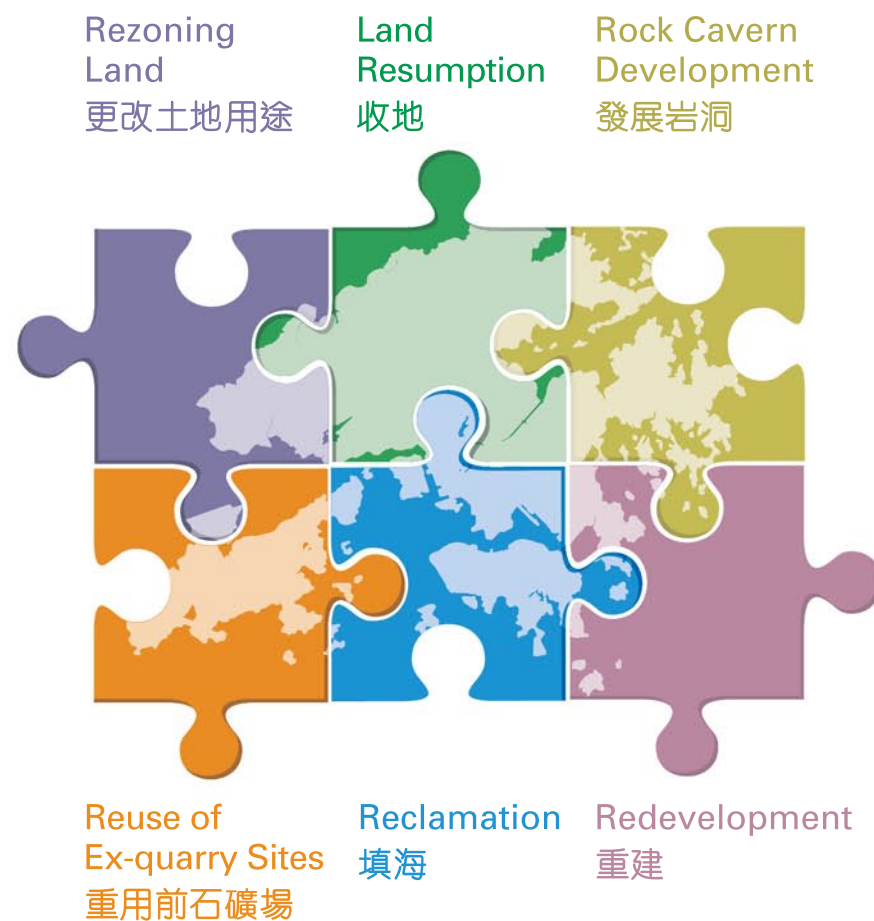 Rezoning
Land
更改土地用途
Land
Resumption
收地
Rock Cavern
Development
發展岩洞
Reuse of
Ex-quarry Sites
重用前石礦場
Reclamation
填海
Redevelopment
重建